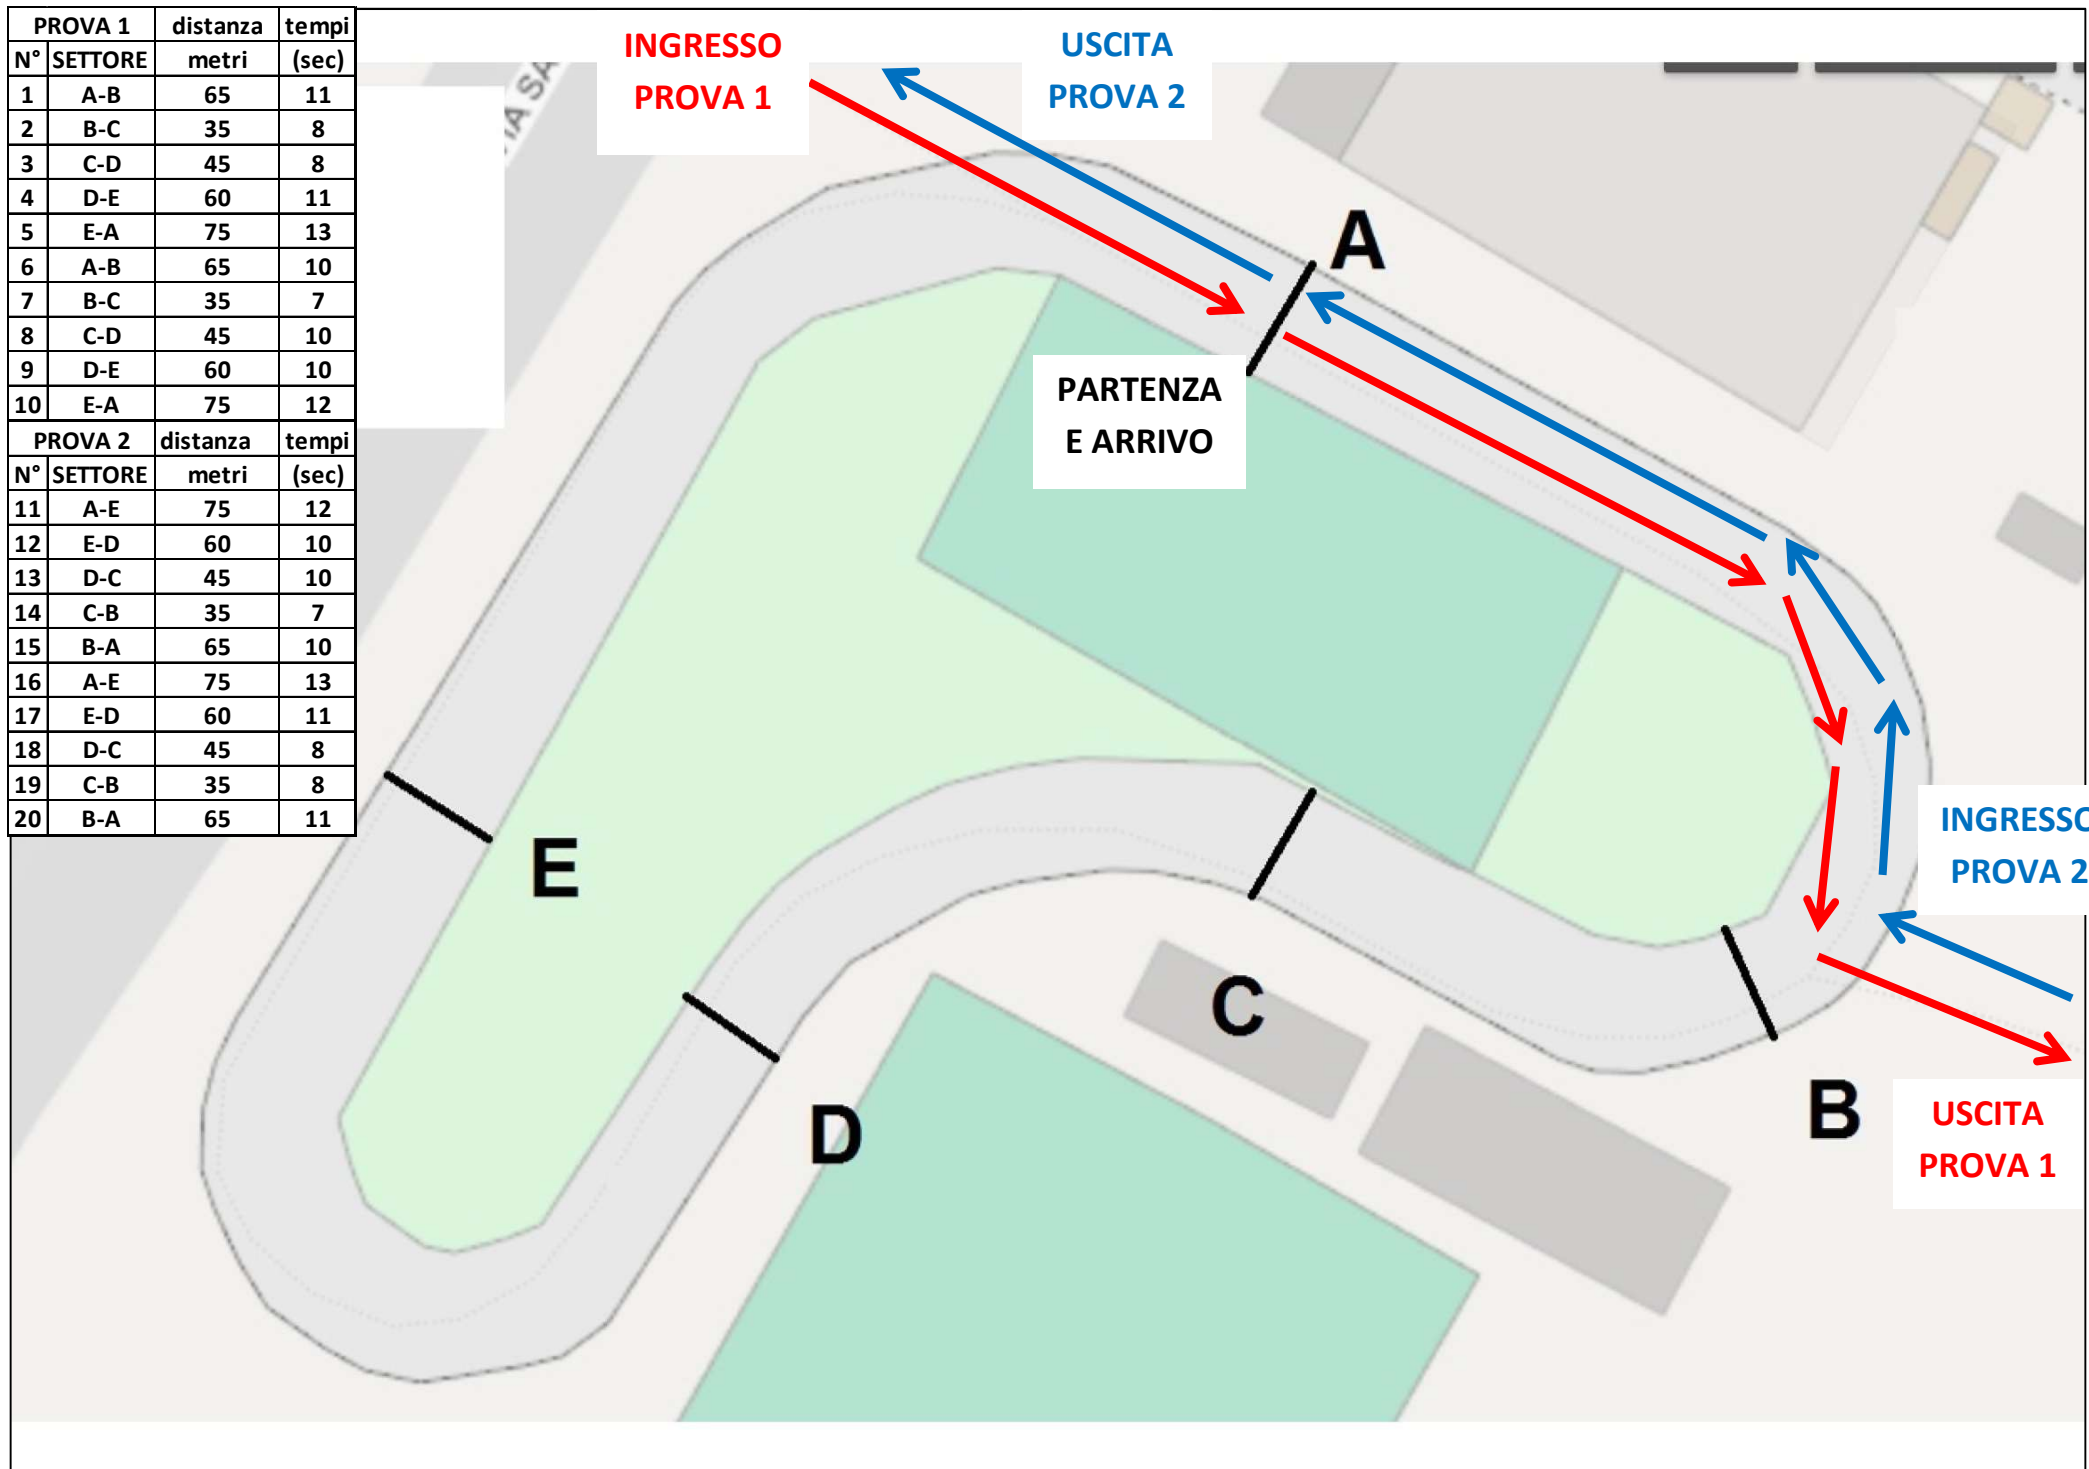 PROVA 1 distanza tempi
N° SETTORE metri (sec)
1 A-B 65 11
2 B-C 35 8
3 C-D 45 8
4 D-E 60 11
5 E-A 75 13
6 A-B 65 10
7 B-C 35 7
8 C-D 45 10
9 D-E 60 10
10 E-A 75 12
PROVA 2 distanza tempi
N° SETTORE metri (sec)
11 A-E 75 12
12 E-D 60 10
13 D-C 45 10
14 C-B 35 7
15 B-A 65 10
16 A-E 75 13
17 E-D 60 11
18 D-C 45 8
19 C-B 35 8
20 B-A 65 11
INGRESSO
PROVA 1
USCITA
PROVA 2
A
PARTENZA
E ARRIVO
E
INGRESSO
PROVA 2
C
B
D
USCITA
PROVA 1